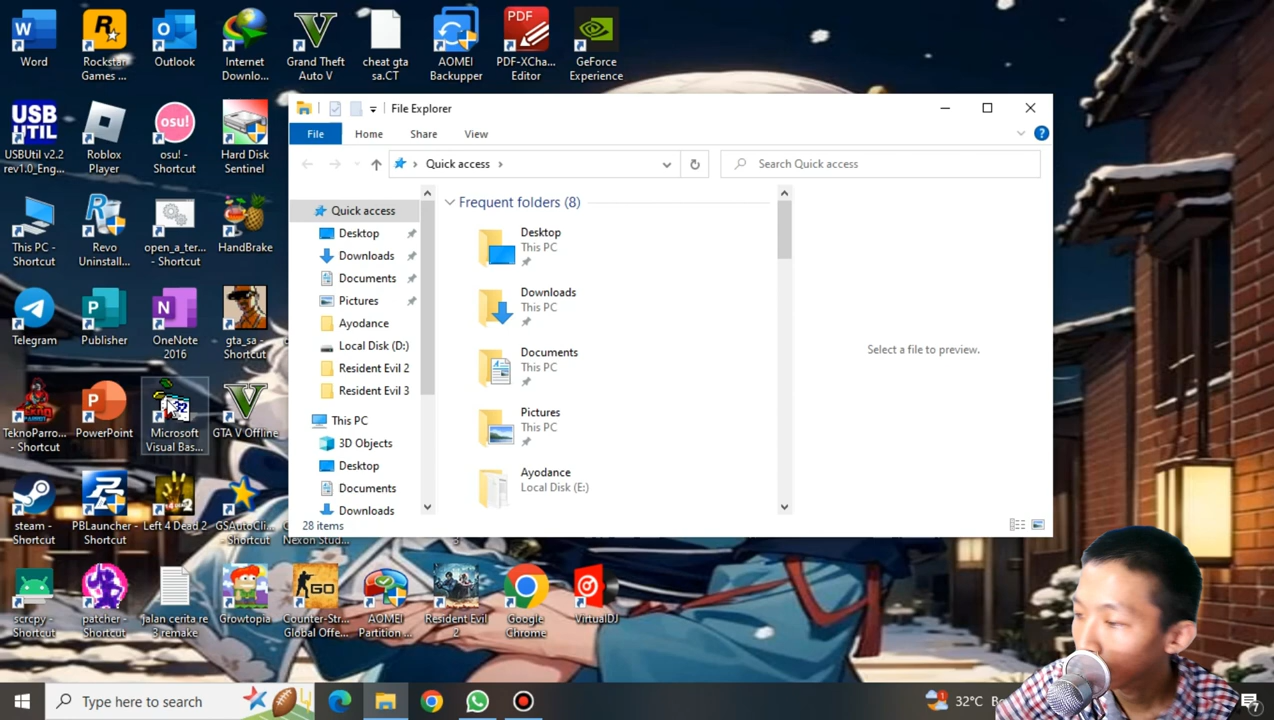 Word
Rockstar
Games ...
Outlook
Internet
Downlo...
Grand Theft
Auto V
cheat gta
sa.CT
AOMEI
Backupper
PDF
PDF-XCha...
Editor
GeForce
Experience
USB
UTIL
USBUtil v2.2
rev1.0_Eng...
Roblox
Player
osu!
osu! -
Shortcut
Hard Disk
Sentinel
This PC -
Shortcut
Revo
Uninstall...
open_a_ter...
- Shortcut
HandBrake
Telegram
Publisher
OneNote
2016
gta_sa -
Shortcut
TeknoParro...
- Shortcut
PowerPoint
Microsoft
Visual Bas...
GTA V Offline
steam -
Shortcut
PBLauncher -
Shortcut
Left 4 Dead 2
GSAutoCli...
- Shortcut
Nexon Stud...
3
scrcpy -
Shortcut
patcher -
Shortcut
'jalan cerita re
3 remake
Growtopia
GO
Counter-Str...
Global Offe...
AOMEI
Partition ...
Resident Evil
2
Google
Chrome
VirtualDJ
File Explorer
File Home Share View
Quick access
Search Quick access
Quick access
Desktop
Downloads
Documents
Pictures
Ayodance
Local Disk (D:)
Resident Evil 2
Resident Evil 3
This PC
3D Objects
Desktop
Documents
Downloads
Frequent folders (8)
Desktop
This PC
Downloads
This PC
Documents
This PC
Pictures
This PC
Ayodance
Local Disk (E:)
Select a file to preview.
28 items
Type here to search
32°C
7